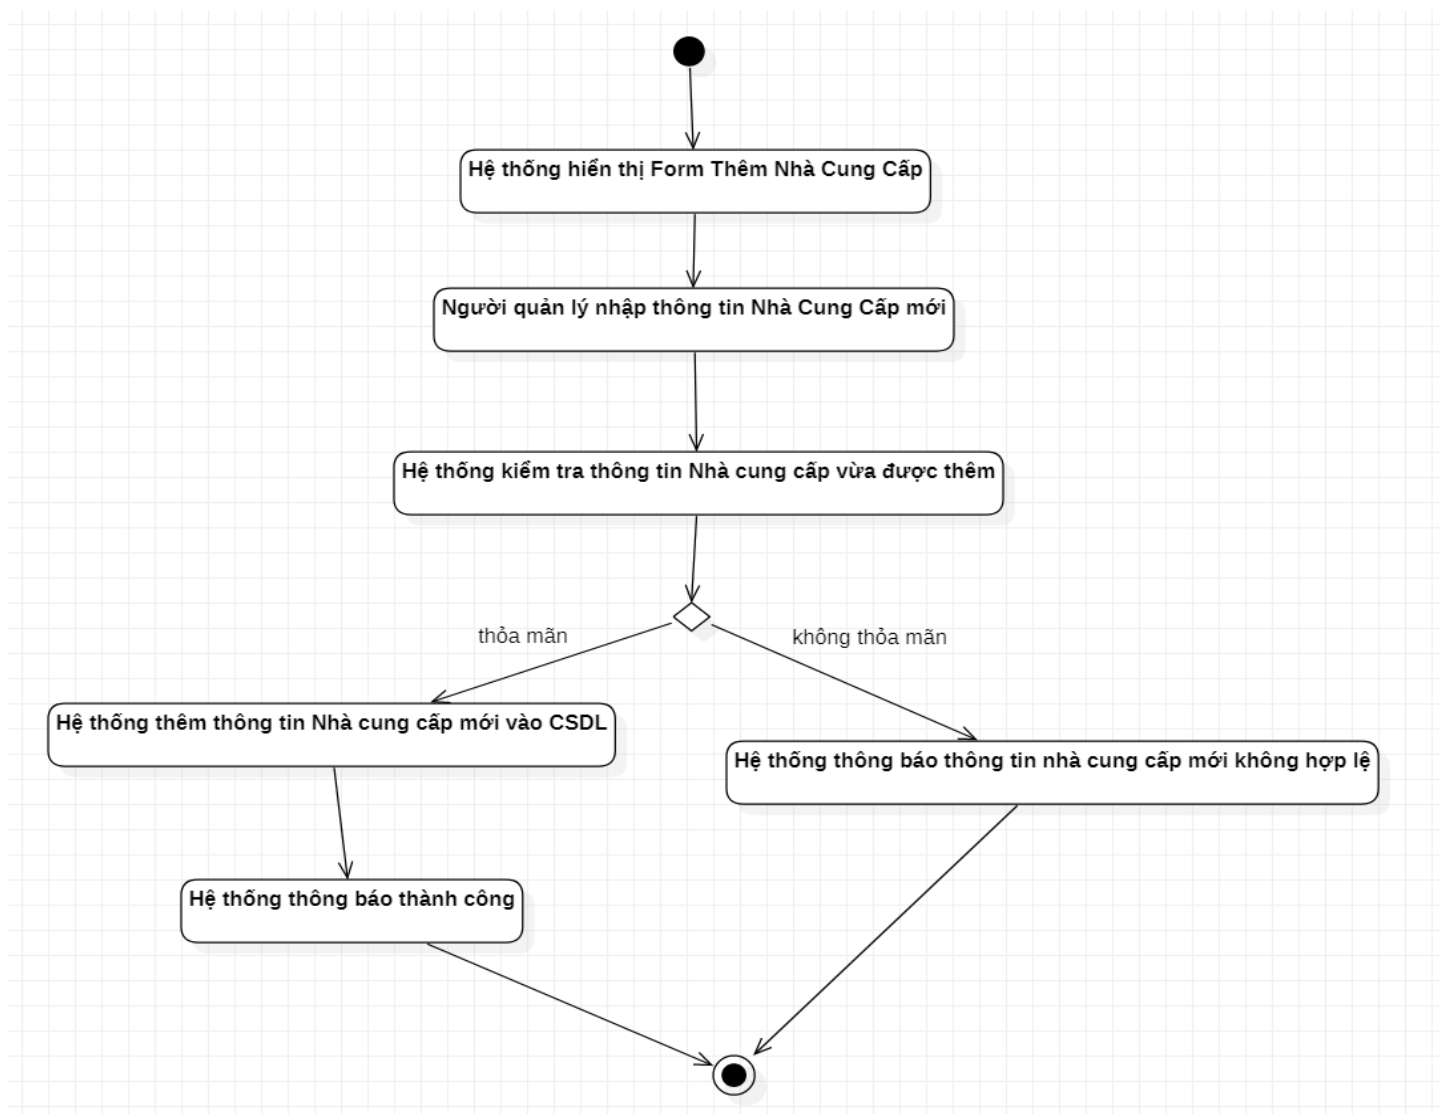 Hệ thống hiển thị Form Thêm Nhà Cung Cấp
Người quản lý nhập thông tin Nhà Cung Cấp mới
Hệ thống kiểm tra thông tin Nhà cung cấp vừa được thêm
thỏa mãn
không thỏa mãn
Hệ thống thêm thông tin Nhà cung cấp mới vào CSDL
Hệ thống thông báo thông tin nhà cung cấp mới không hợp lệ
Hệ thống thông báo thành công